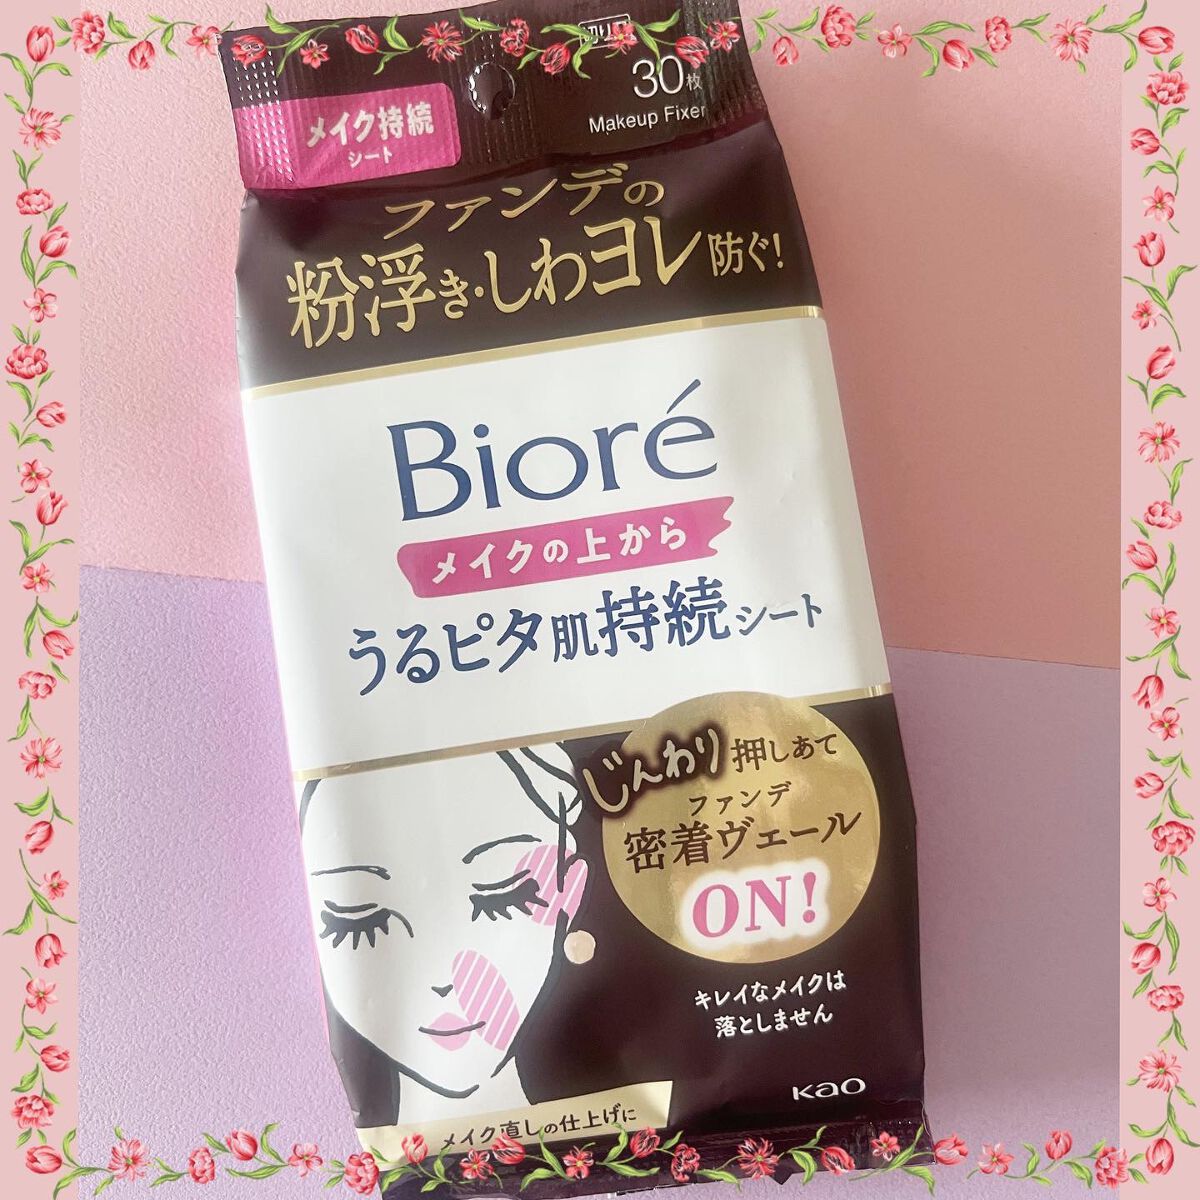 30枚
Makeup Fixer
メイク持続
シート
ファンデの
粉浮き・しわヨレ防ぐ!
Bioré
メイクの上から
うるピタ肌持続シート
じんわり押しあて
ファンデ
密着ヴェール
ON!
キレイなメイクは
落としません
Kao
メイク直しの仕上げに